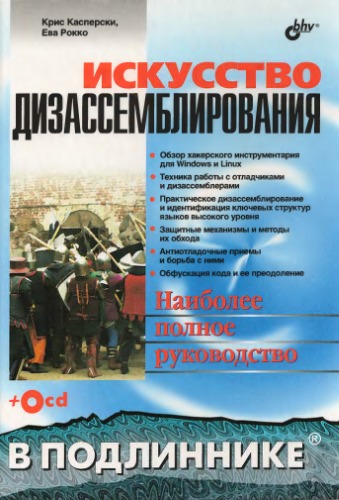 Крис Касперски,
Ева Рокко
bhv®
ИСКУССТВО
ДИЗАССЕМБЛИРОВАНИЯ
• Обзор хакерского инструментария
для Windows и Linux
• Техника работы с отладчиками
и дизассемблерами
• Практическое дизассемблирование
и идентификация ключевых структур
языков высокого уровня
• Защитные механизмы и методы
их обхода
• Антиотладочные приемы
и борьба с ними
• Обфускация кода и ее преодоление
Наиболее
полное
руководство
+ cd
В ПОДЛИННИКЕ®